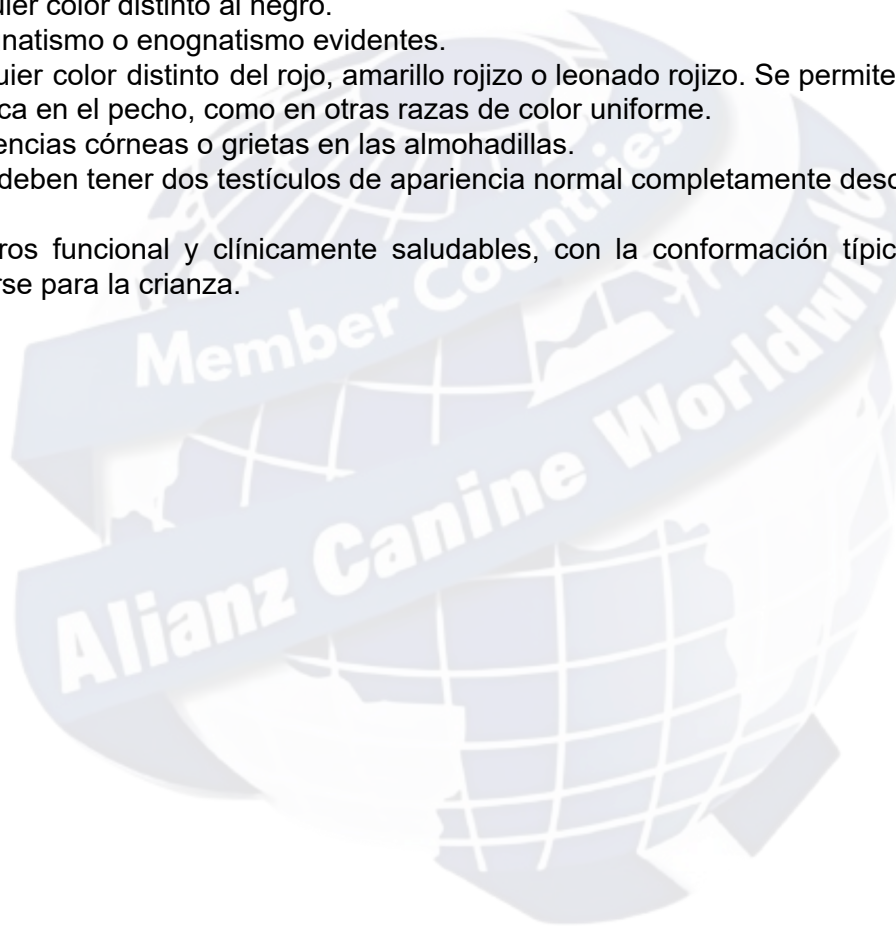 uier color distinto al negro.
natismo o enognatismo evidentes.
uier color distinto del rojo, amarillo rojizo o leonado rojizo. Se permite
ca en el pecho, como en otras razas de color uniforme.
encias córneas o grietas en las almohadillas.
deben tener dos testículos de apariencia normal completamente desc
ros funcional y clínicamente saludables, con la conformación típic
rse para la crianza.
Member Countries
Alianz Canine Worldwi